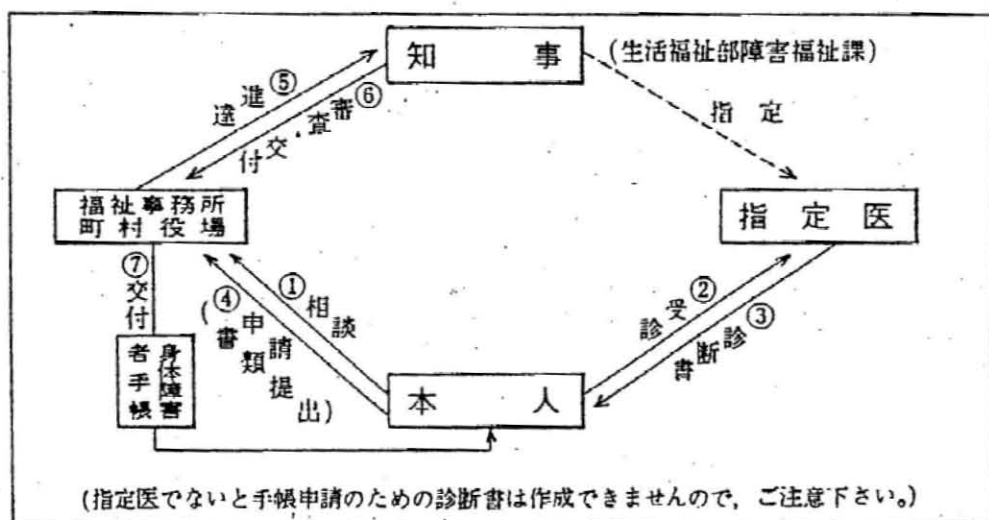 知事
(生活福祉部障害福祉課)
⑤進達
⑥審査・交付
指定
福祉事務所
町村役場
指定医
⑦交付
①相談
④申請
(書類提出)
②受診
③診断書
身体障害
者手帳
本人
(指定医でないと手帳申請のための診断書は作成できませんので，ご注意下さい。)